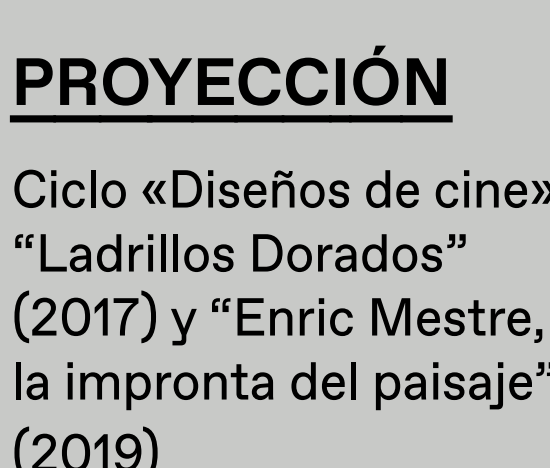 PROYECCIÓN
Ciclo «Diseños de cine»
“Ladrillos Dorados”
(2017) y “Enric Mestre,
la impronta del paisaje”
(2019)